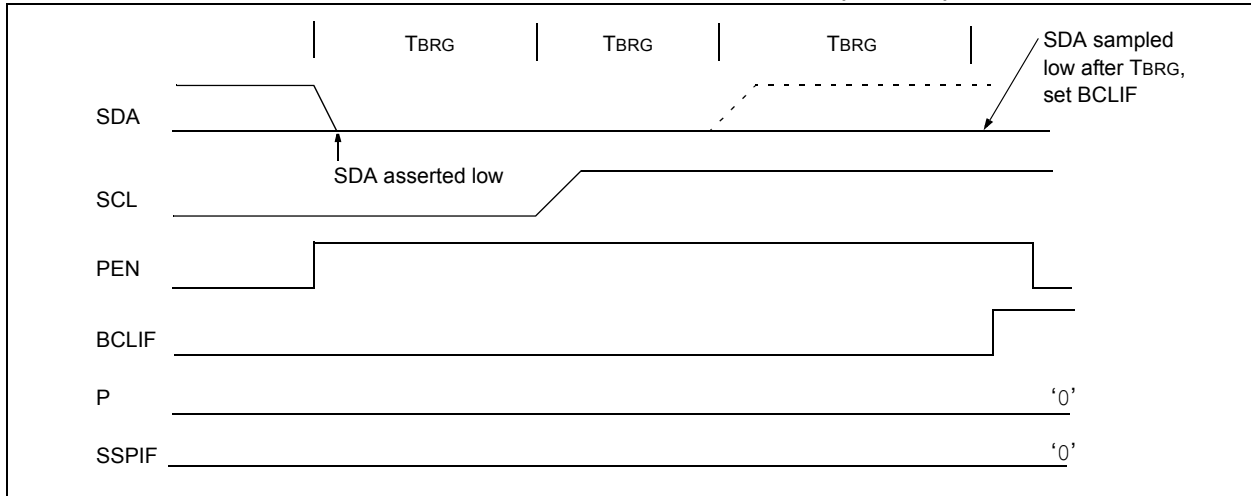 TBRG TBRG TBRG
SDA sampled
low after TBRG,
set BCLIF
SDA
SDA asserted low
SCL
PEN
BCLIF
P
‘0’
SSPIF
‘0’